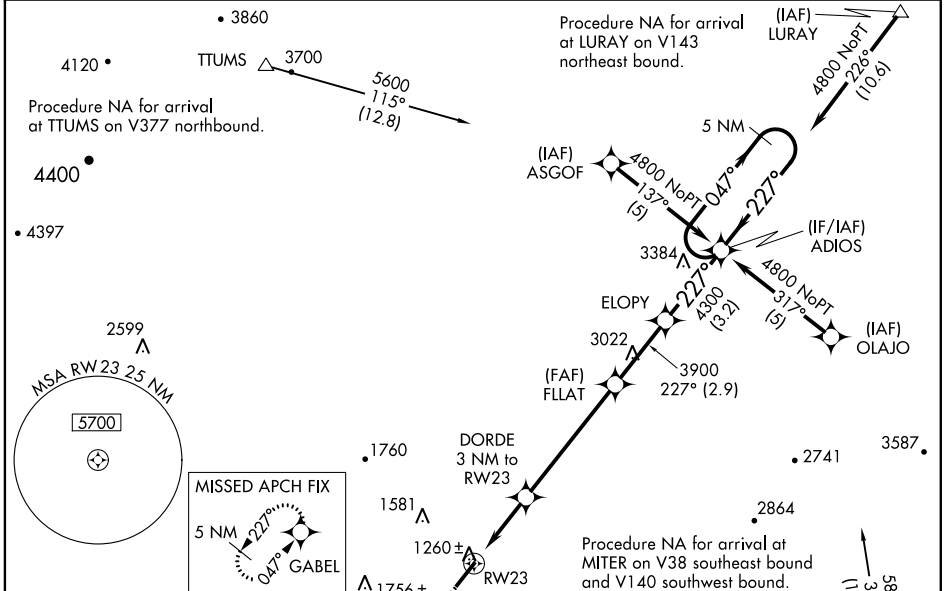 3860
TTUMS
3700
4120
5600
115°
(12.8)
Procedure NA for arrival
at TTUMS on V377 northbound.
4400
4397
Procedure NA for arrival
at LURAY on V143
northeast bound.
(IAF)
LURAY
4800 NoPT
226°
(10.6)
5 NM
(IAF)
ASGOF
4800 NoPT
137°
(5)
047°
227°
(IF/IAF)
ADIOS
3384
227°
4300
(3.2)
4800 NoPT
317°
(5)
(IAF)
OLAJO
ELOPY
3022
3900
227° (2.9)
(FAF)
FLLAT
2599
MSA RW23 25 NM
5700
DORDE
3 NM to
RW23
1760
2741
3587
2864
MISSED APCH FIX
5 NM
227°
047°
GABEL
1581
1260 ±
RW23
1756 ±
Procedure NA for arrival at
MITER on V38 southeast bound
and V140 southwest bound.